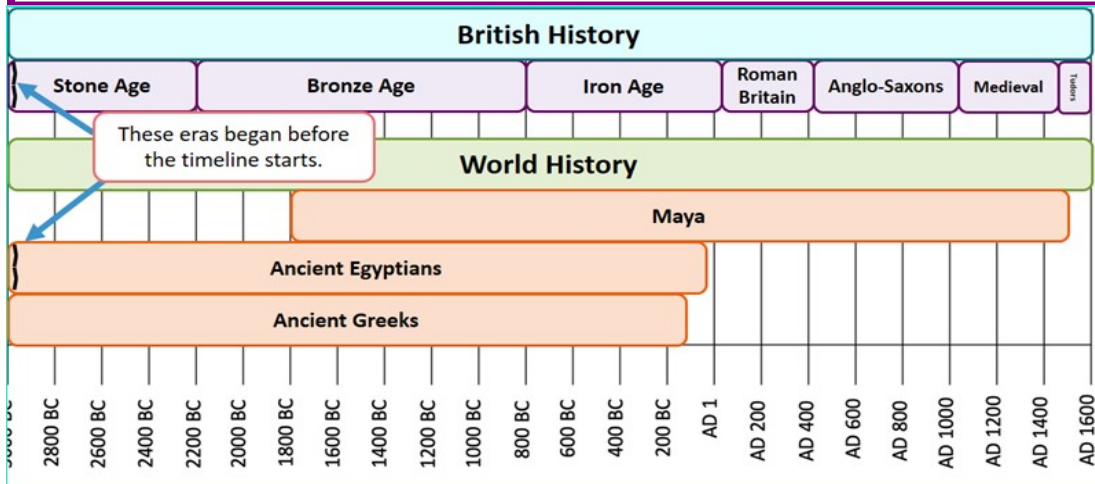 British History
Stone Age
Bronze Age
Iron Age
Roman
Britain
Anglo-Saxons
Medieval
Tudors
These eras began before
the timeline starts.
World History
Maya
Ancient Egyptians
Ancient Greeks
2800 BC
2600 BC
2400 BC
2200 BC
2000 BC
1800 BC
1600 BC
1400 BC
1200 BC
1000 BC
800 BC
600 BC
400 BC
200 BC
AD 1
AD 200
AD 400
AD 600
AD 800
AD 1000
AD 1200
AD 1400
AD 1600